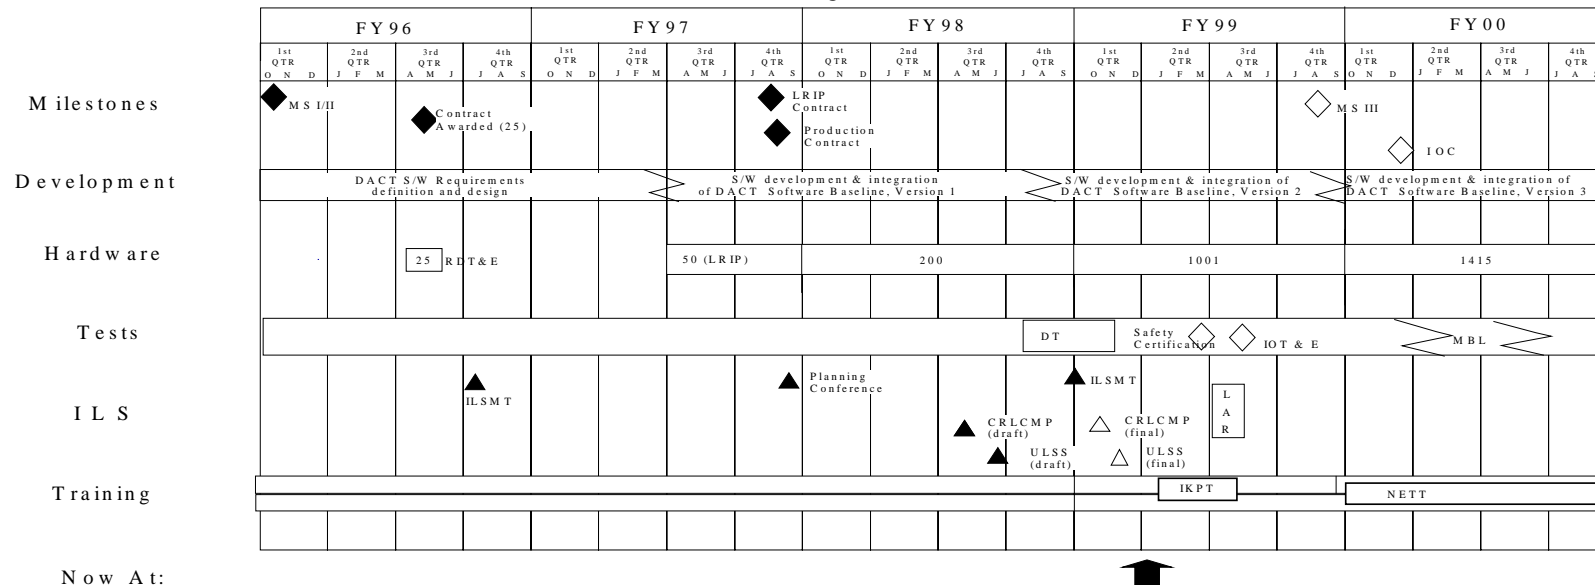 FY96 FY97 FY98 FY99 FY00
1st 2nd 3rd 4th 1st 2nd 3rd 4th 1st 2nd 3rd 4th 1st 2nd 3rd 4th 1st 2nd 3rd 4th
QTR QTR QTR QTR QTR QTR QTR QTR QTR QTR QTR QTR QTR QTR QTR QTR QTR QTR QTR QTR
O N D J F M A M J J A S O N D J F M A M J J A S O N D J F M A M J J A S O N D J F M A M J J A S O N D J F M A M J J A S
Milestones
MS I/II
Contract
Awarded (25)
LRIP
Contract
Production
Contract
MS III
IOC
Development
DACT S/W Requirements
definition and design
S/W development & integration
of DACT Software Baseline, Version 1
S/W development & integration of
DACT Software Baseline, Version 2
S/W development & integration of
DACT Software Baseline, Version 3
Hardware
25 RDT&E
50 (LRIP)
200
1001
1415
Tests
DT
Safety
Certification
IOT & E
MBL
ILS
ILSMT
Planning
Conference
CRLCMP
(draft)
ULSS
(draft)
ILSMT
CRLCMP
(final)
ULSS
(final)
L
A
R
Training
IKPT
NETT
Now At: